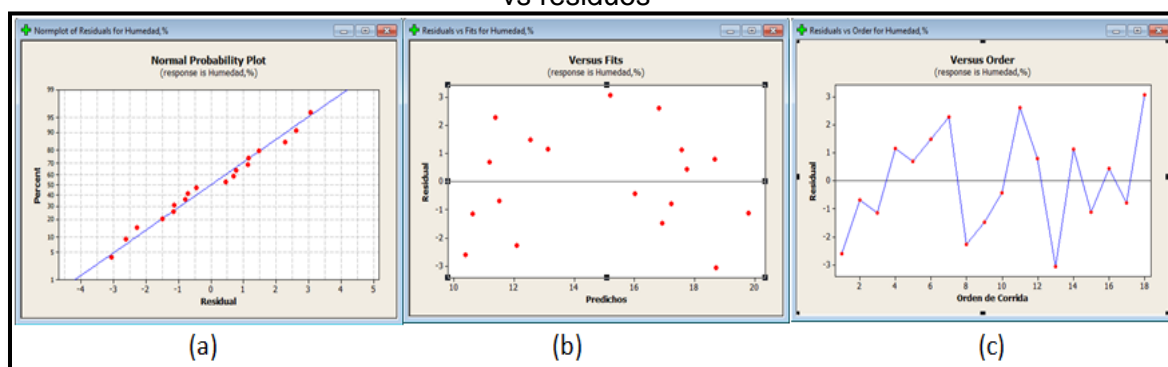 vs residuos
Normplot of Residuals for Humedad,%
Normal Probability Plot
(response is Humedad,%)
Percent
99
95
90
80
70
60
50
40
30
20
10
5
1
-4 -3 -2 -1 0 1 2 3 4 5
Residual
(a)
Residuals vs Fits for Humedad,%
Versus Fits
(response is Humedad,%)
Residual
3
2
1
0
-1
-2
-3
10 12 14 16 18 20
Predichos
(b)
Residuals vs Order for Humedad,%
Versus Order
(response is Humedad,%)
Residual
3
2
1
0
-1
-2
-3
2 4 6 8 10 12 14 16 18
Orden de Corrida
(c)